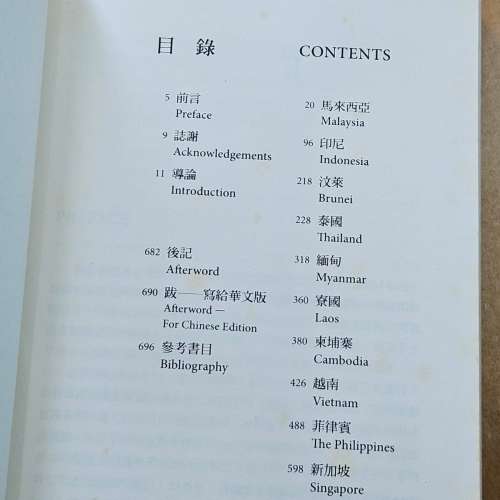 目錄
CONTENTS
5 前言
Preface
9 誌謝
Acknowledgements
11 導論
Introduction
682 後記
Afterword
690 跋——寫給華文版
Afterword —
For Chinese Edition
696 參考書目
Bibliography
20 馬來西亞
Malaysia
96 印尼
Indonesia
218 汶萊
Brunei
228 泰國
Thailand
318 緬甸
Myanmar
360 寮國
Laos
380 柬埔寨
Cambodia
426 越南
Vietnam
488 菲律賓
The Philippines
598 新加坡
Singapore